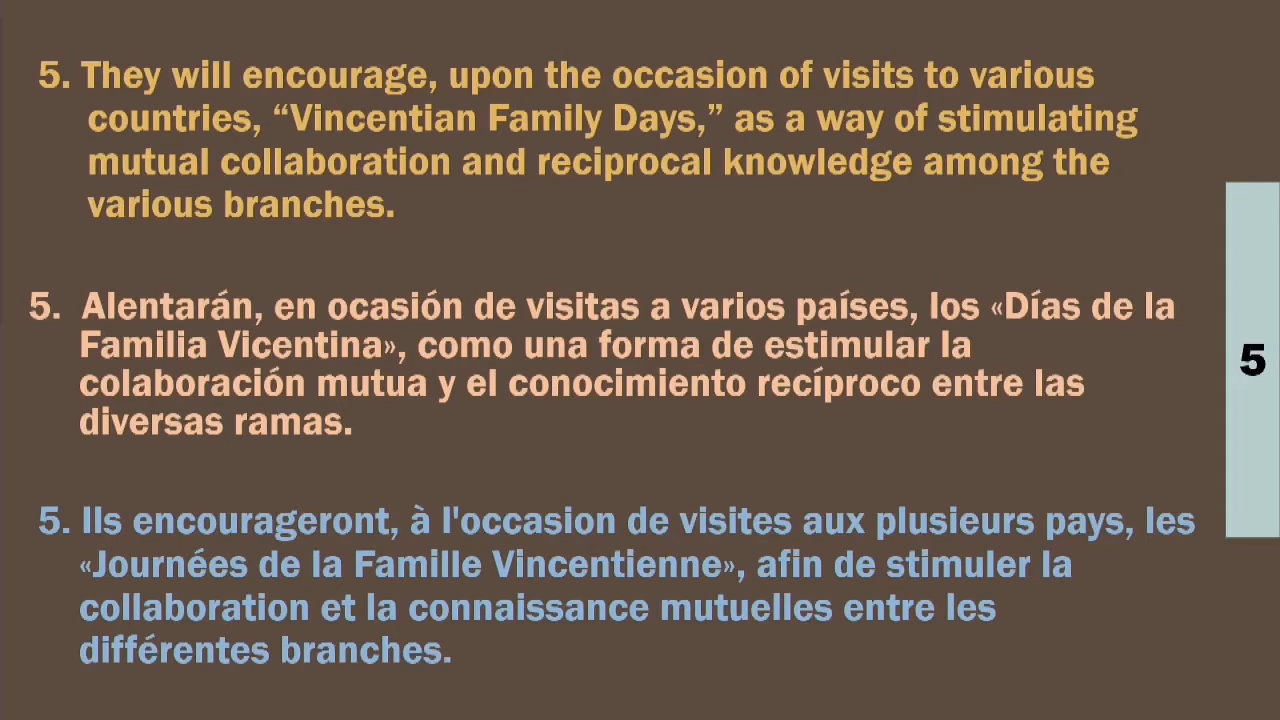 5. They will encourage, upon the occasion of visits to various
countries, “Vincentian Family Days,” as a way of stimulating
mutual collaboration and reciprocal knowledge among the
various branches.
5. Alentarán, en ocasión de visitas a varios países, los «Días de la
Familia Vicentina», como una forma de estimular la
colaboración mutua y el conocimiento recíproco entre las
diversas ramas.
5
5. Ils encourageront, à l'occasion de visites aux plusieurs pays, les
«Journées de la Famille Vincentienne», afin de stimuler la
collaboration et la connaissance mutuelles entre les
différentes branches.